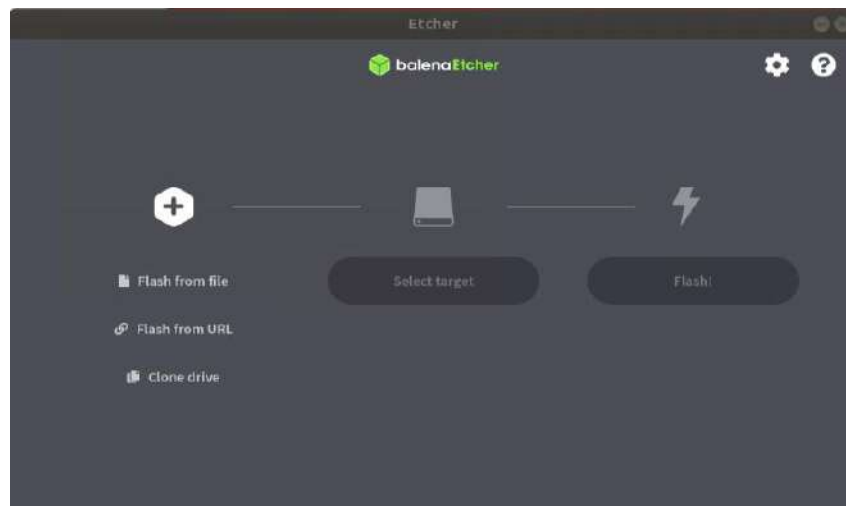 Etcher
balenaEtcher
Flash from file
Select target
Flash!
Flash from URL
Clone drive